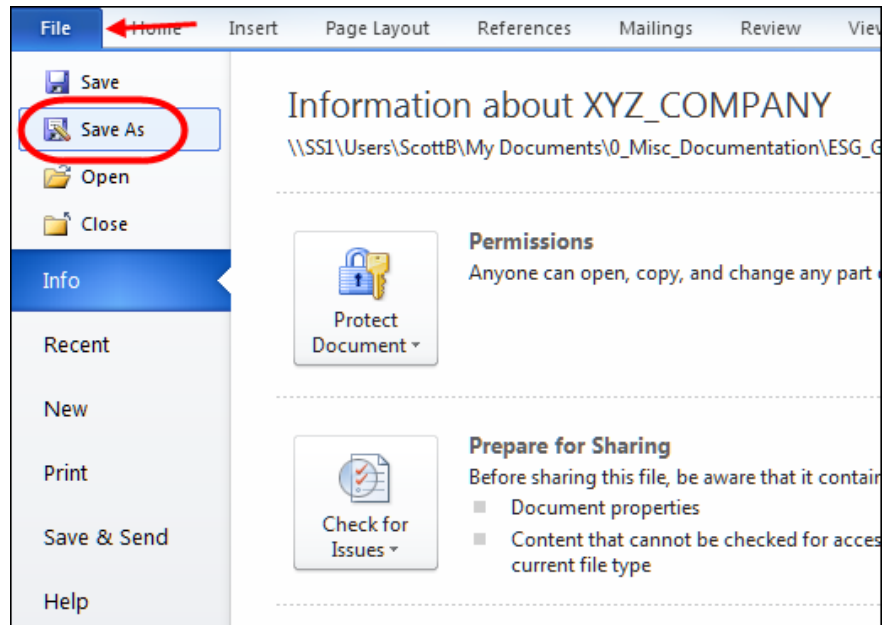 File Home Insert Page Layout References Mailings Review View
Save
Save As
Open
Close
Info
Recent
New
Print
Save & Send
Help
Information about XYZ_COMPANY
\\SS1\Users\ScottB\My Documents\0_Misc_Documentation\ESG_G
Protect
Document
Permissions
Anyone can open, copy, and change any part
Check for
Issues
Prepare for Sharing
Before sharing this file, be aware that it contain
Document properties
Content that cannot be checked for acces
current file type